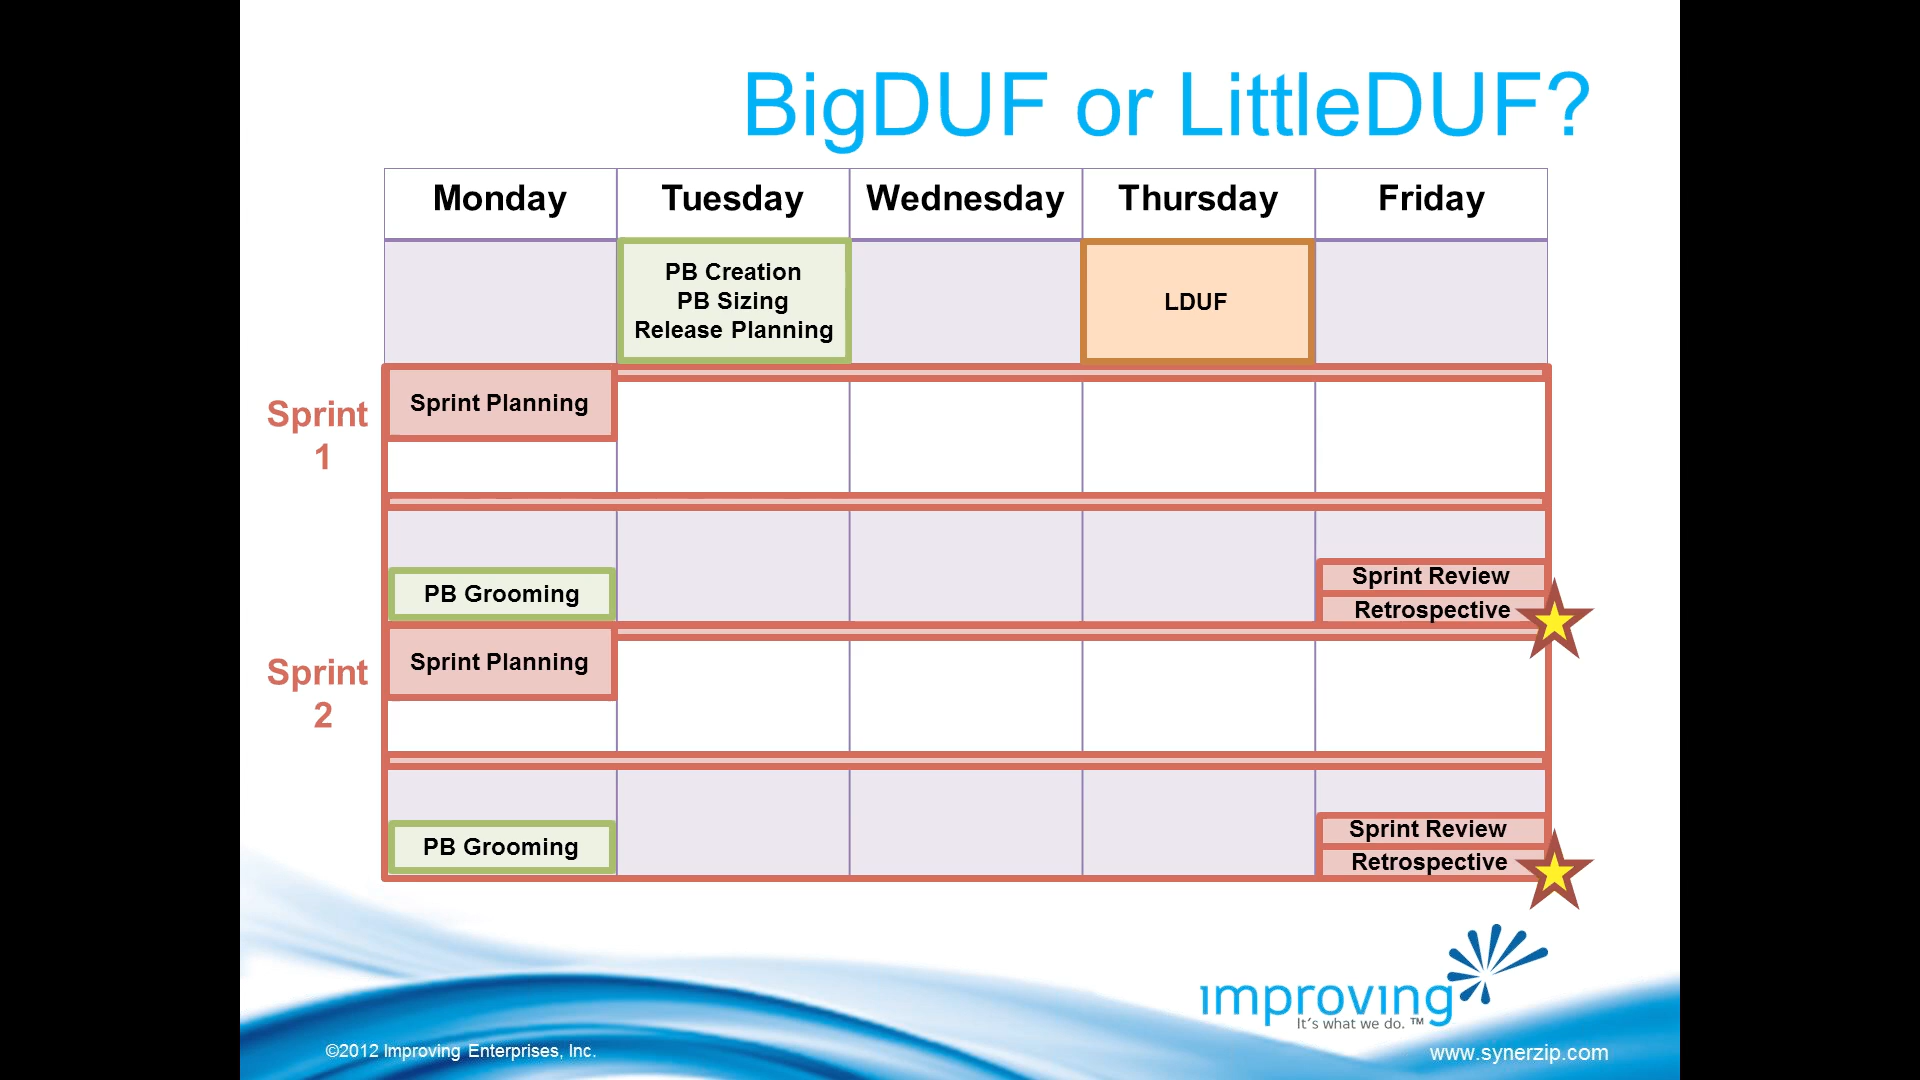 BigDUF or LittleDUF?
Monday Tuesday Wednesday Thursday Friday
PB Creation
PB Sizing
Release Planning
LDUF
Sprint
1
Sprint Planning
PB Grooming
Sprint Review
Retrospective
Sprint
2
Sprint Planning
PB Grooming
Sprint Review
Retrospective
improving
It's what we do.™
©2012 Improving Enterprises, Inc.
www.synerzip.com